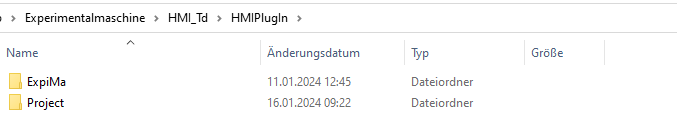 Experimentalmaschine > HMI_Td > HMIPlugIn >
Name Änderungsdatum Typ Größe
ExpiMa 11.01.2024 12:45 Dateiordner
Project 16.01.2024 09:22 Dateiordner